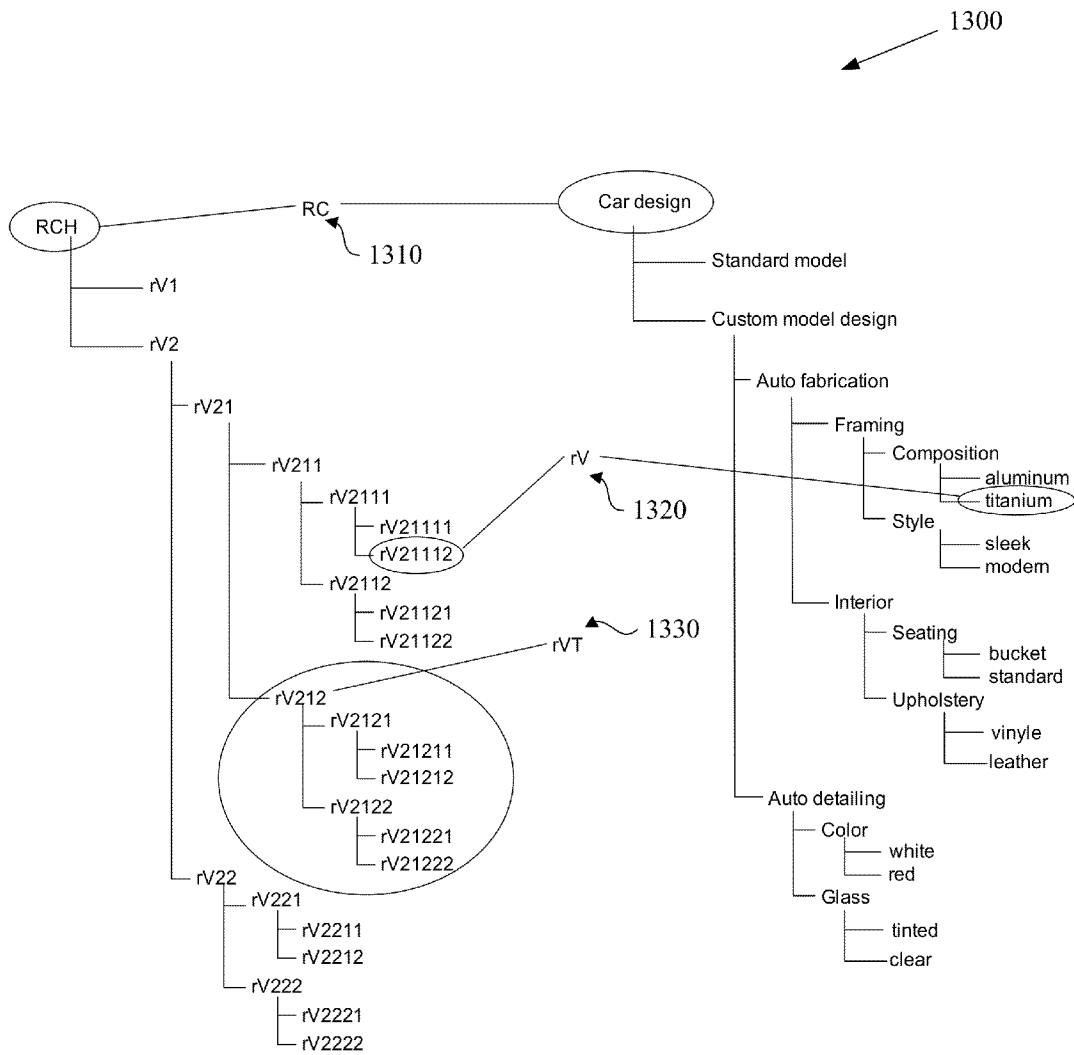 1300
RCH
RC
Car design
1310
rV1
Standard model
rV2
Custom model design
rV21
Auto fabrication
Framing
rV211
rV
Composition
rV2111
aluminum
titanium
1320
rV21111
Style
rV21112
sleek
rV2112
modern
rV21121
Interior
rV21122
1330
rVT
Seating
bucket
standard
rV212
Upholstery
rV2121
vinyle
rV21211
leather
rV21212
Auto detailing
rV2122
Color
rV21221
white
rV21222
red
rV22
Glass
rV221
rV2211
tinted
rV2212
clear
rV222
rV2221
rV2222